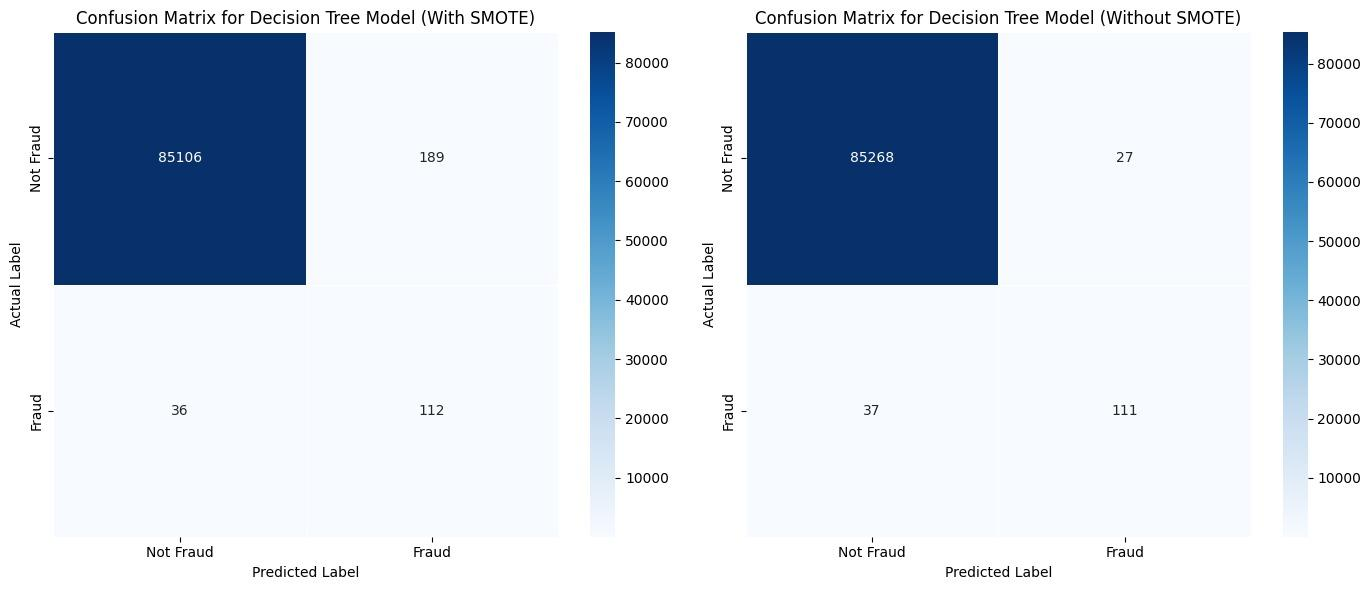 Confusion Matrix for Decision Tree Model (With SMOTE)
Actual Label
Not Fraud
Fraud
85106
189
36
112
Not Fraud
Fraud
Predicted Label
80000
70000
60000
50000
40000
30000
20000
10000
Confusion Matrix for Decision Tree Model (Without SMOTE)
Actual Label
Not Fraud
Fraud
85268
27
37
111
Not Fraud
Fraud
Predicted Label
80000
70000
60000
50000
40000
30000
20000
10000